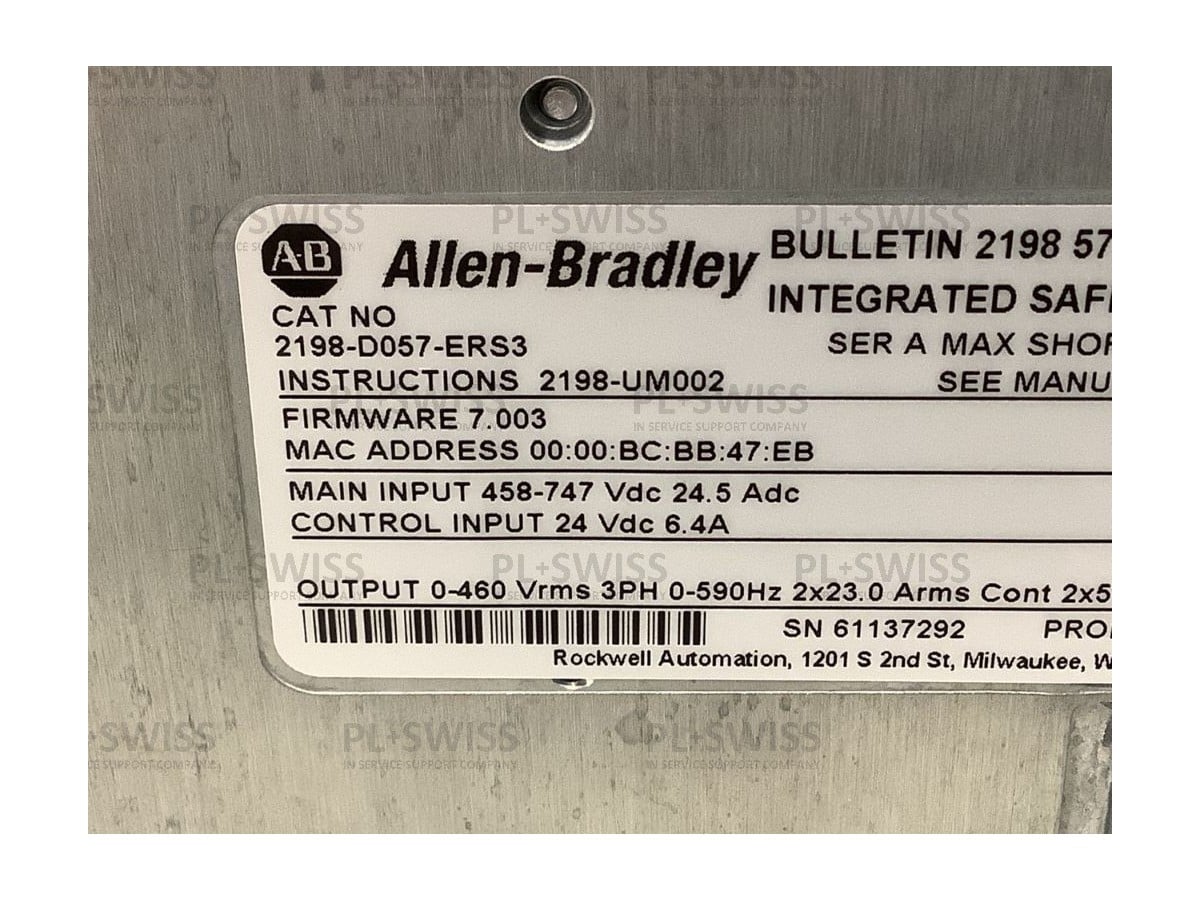 A-B Allen-Bradley
BULLETIN 2198 57
INTEGRATED SAF
CAT NO
2198-D057-ERS3
SER A MAX SHOR
INSTRUCTIONS 2198-UM002
SEE MANU
FIRMWARE 7.003
MAC ADDRESS 00:00:BC:BB:47:EB
MAIN INPUT 458-747 Vdc 24.5 Adc
CONTROL INPUT 24 Vdc 6.4A
OUTPUT 0-460 Vrms 3PH 0-590Hz 2x23.0 Arms Cont 2x5
SN 61137292 PRO
Rockwell Automation, 1201 S 2nd St, Milwaukee, W
PL+SWISS
IN SERVICE SUPPORT COMPANY